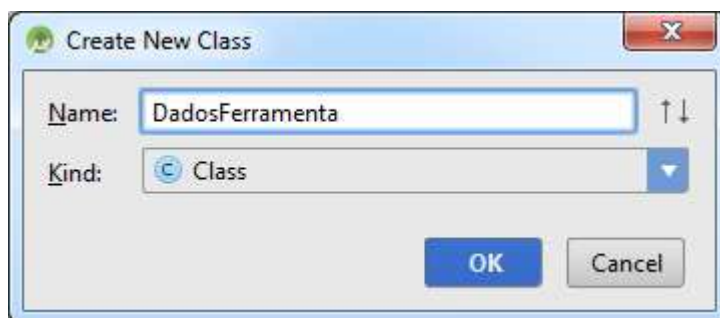 Create New Class
Name: DadosFerramenta
Kind: Class
OK Cancel